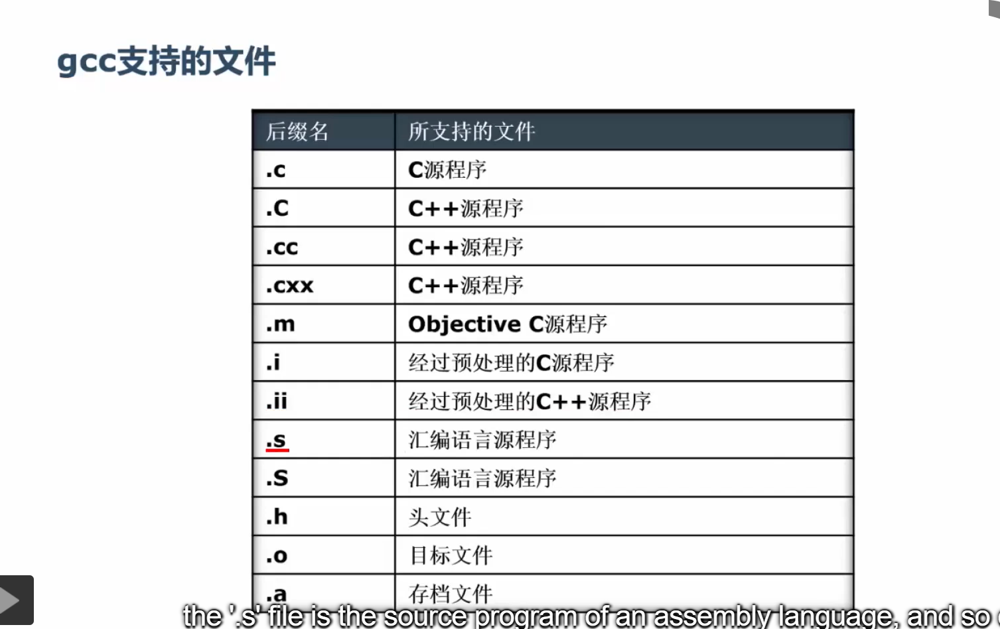 gcc支持的文件
后缀名 所支持的文件
.c C源程序
.C C++源程序
.cc C++源程序
.cxx C++源程序
.m Objective C源程序
.i 经过预处理的C源程序
.ii 经过预处理的C++源程序
.s 汇编语言源程序
.S 汇编语言源程序
.h 头文件
.o 目标文件
.a 存档文件
the '.s' file is the source program of an assembly language, and so